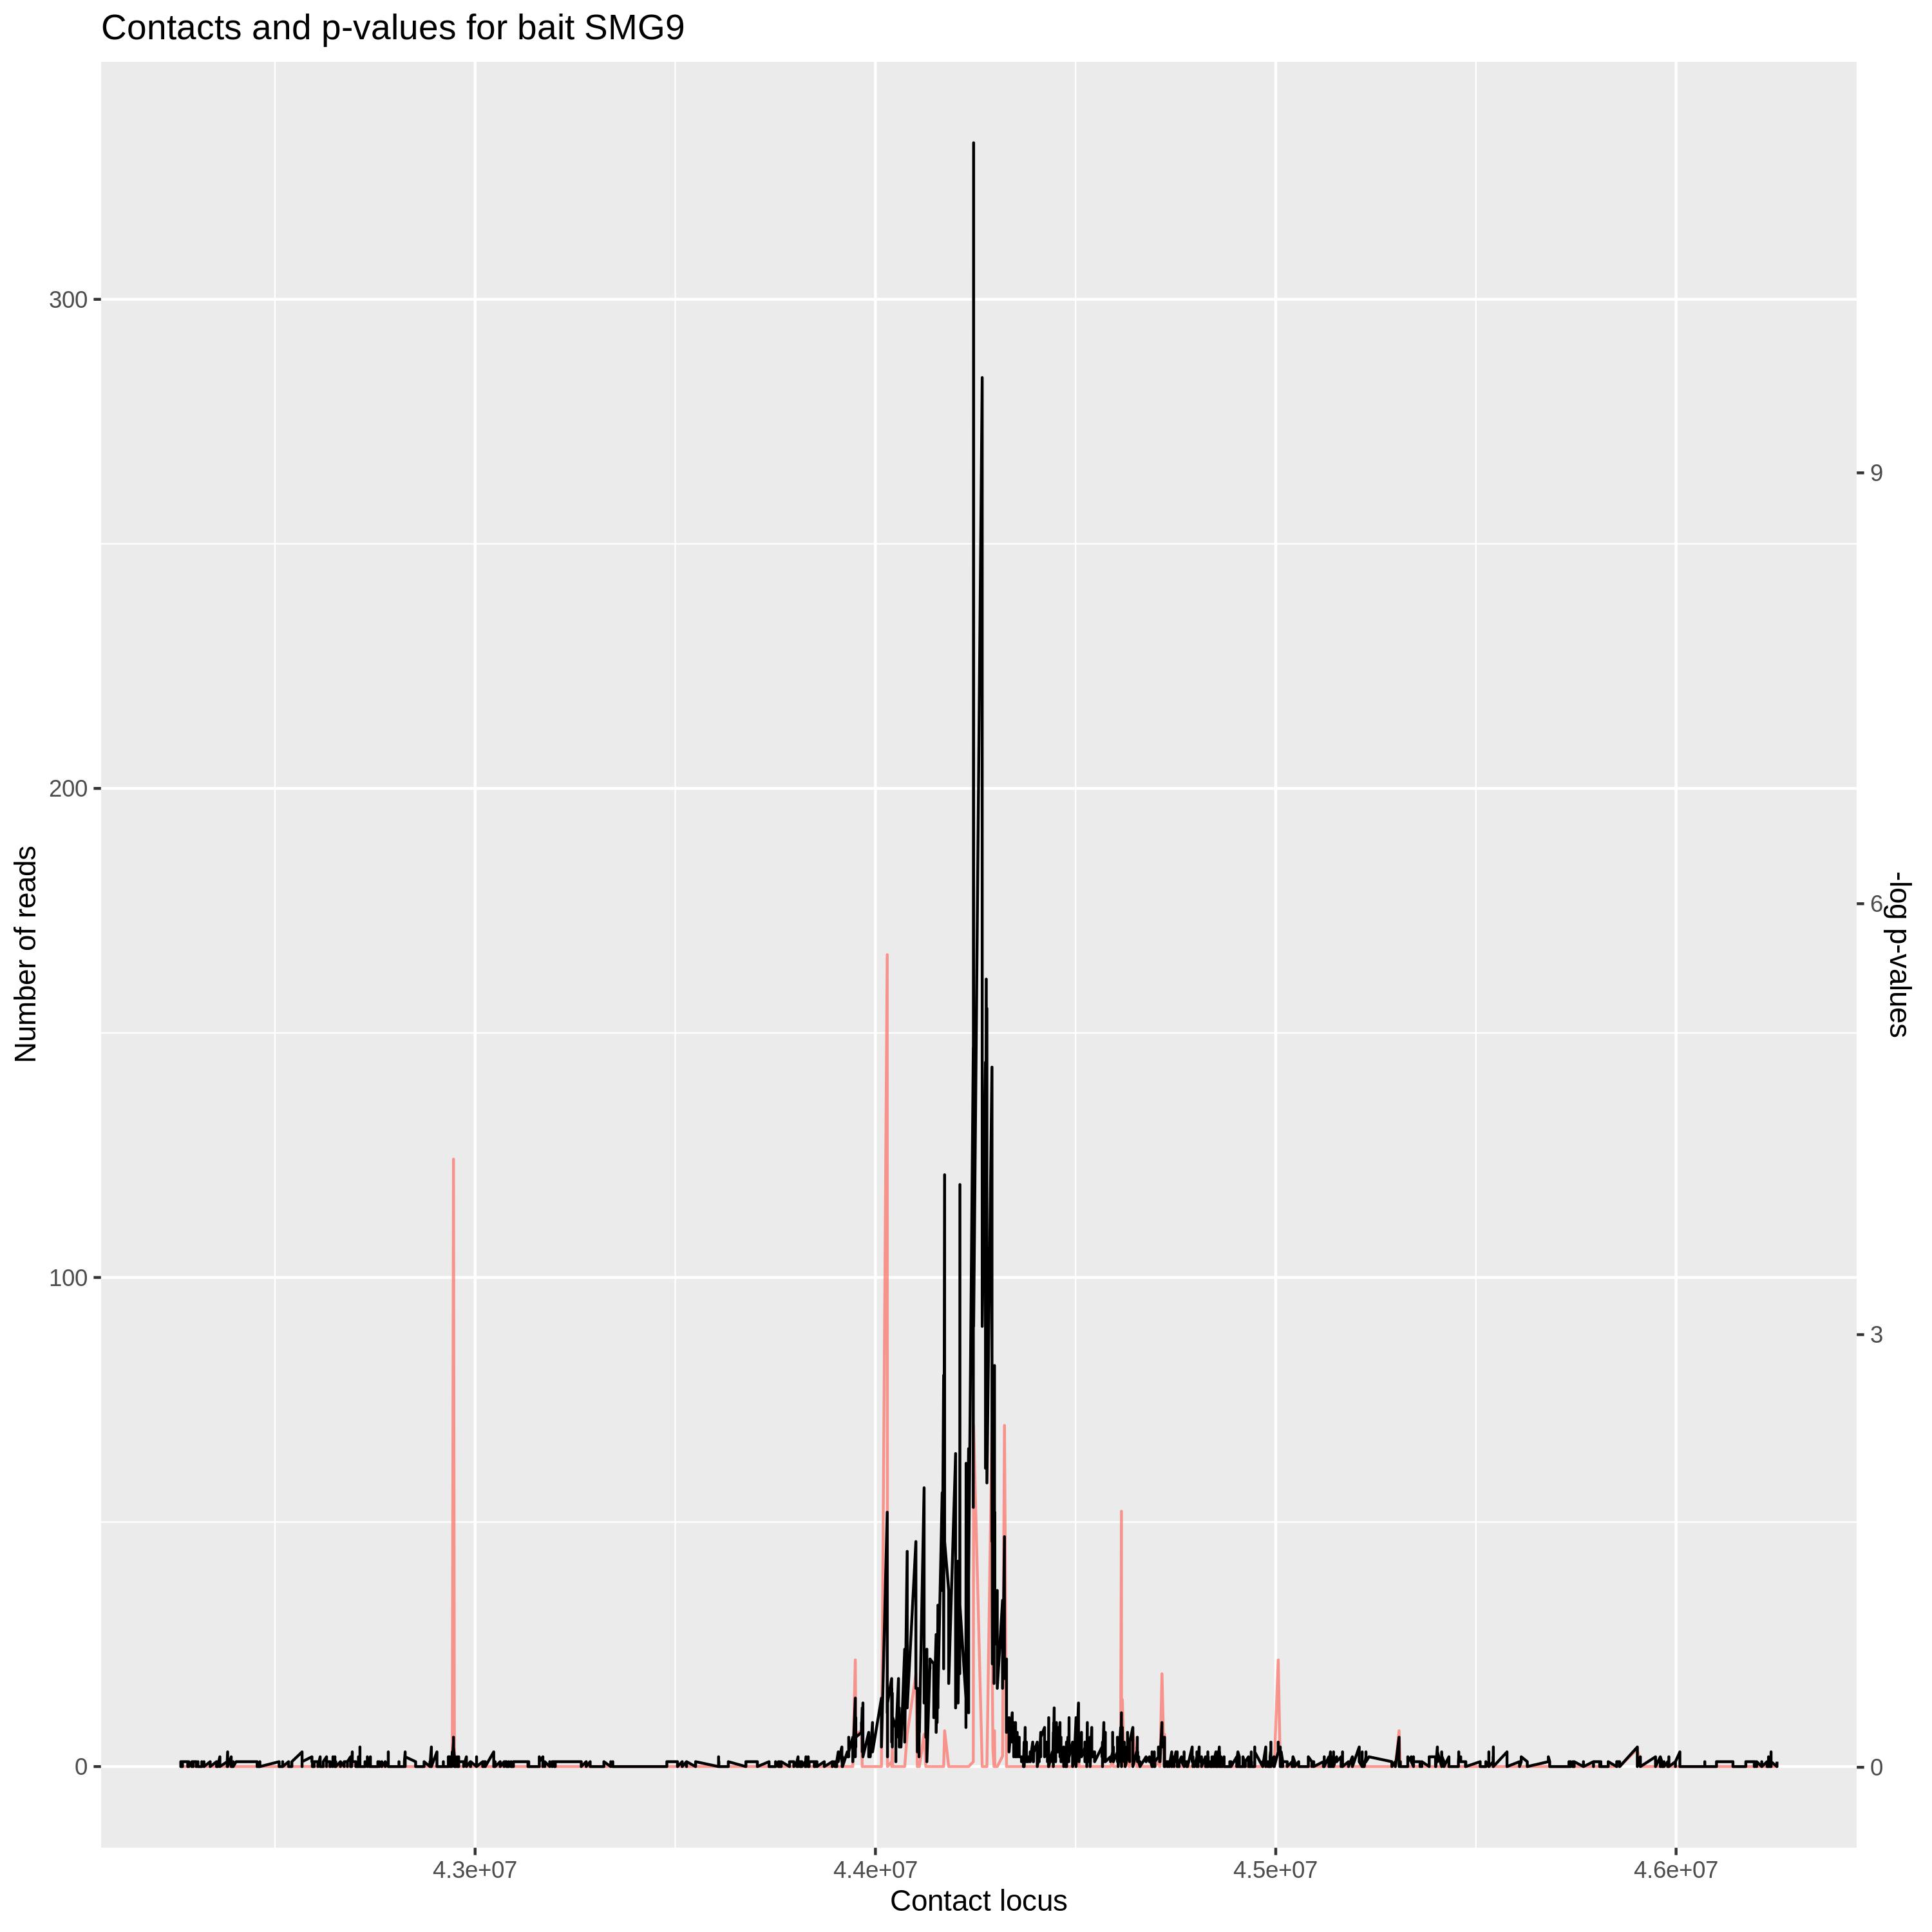 Contacts and p-values for bait SMG9
300
200
100
0
Number of reads
9
6
3
0
-log p-values
4.3e+07
4.4e+07
4.5e+07
4.6e+07
Contact locus